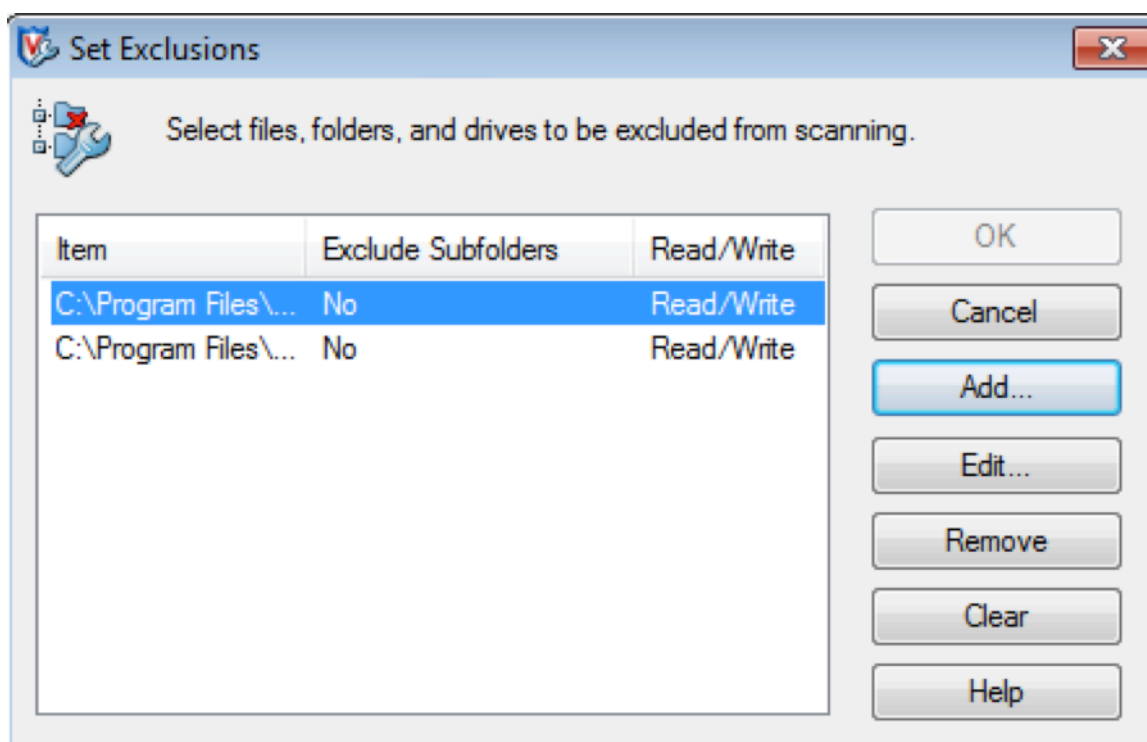 Set Exclusions
Select files, folders, and drives to be excluded from scanning.
Item Exclude Subfolders Read/Write
C:\Program Files\... No Read/Write
C:\Program Files\... No Read/Write
OK
Cancel
Add...
Edit...
Remove
Clear
Help